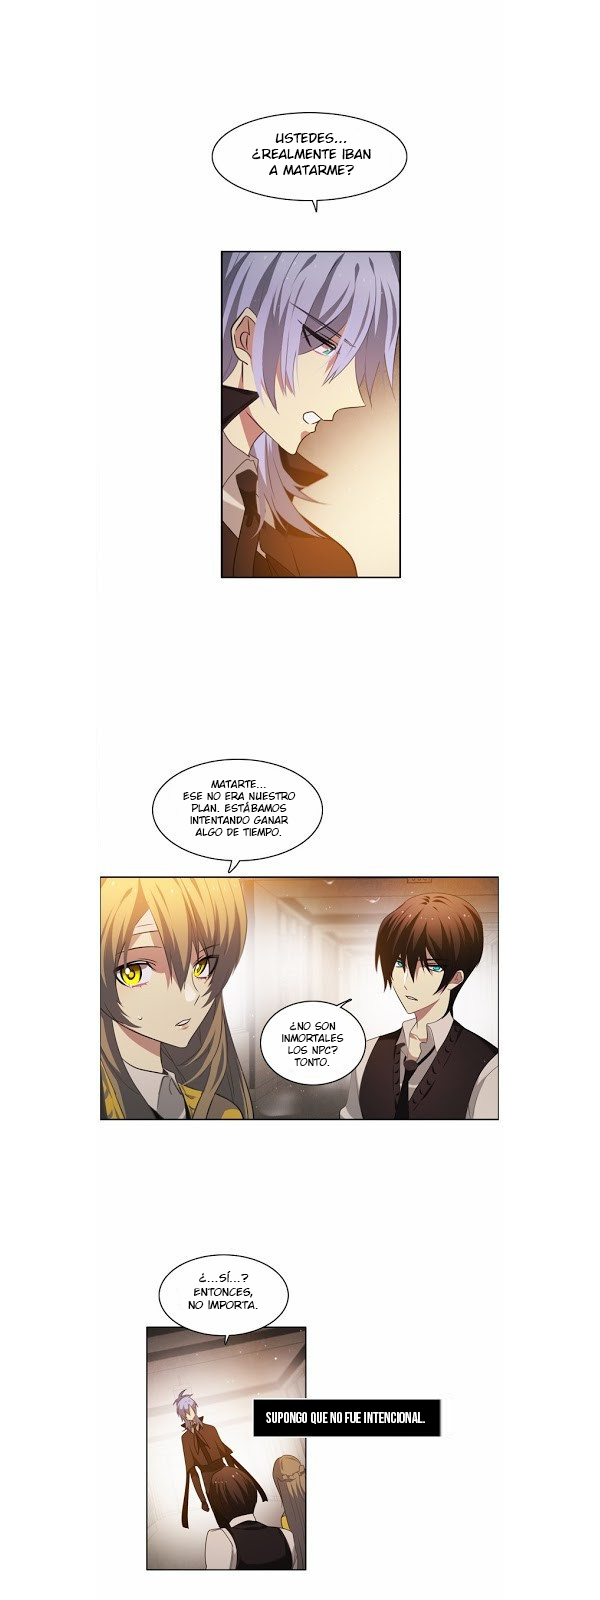 USTEDES...
¿REALMENTE IBAN
A MATARME?
MATARTE...
ESE NO ERA NUESTRO
PLAN. ESTÁBAMOS
INTENTANDO GANAR
ALGO DE TIEMPO.
¿NO SON
INMORTALES
LOS NPC?
TONTO.
¿...SÍ...?
ENTONCES,
NO IMPORTA.
SUPONGO QUE NO FUE INTENCIONAL.